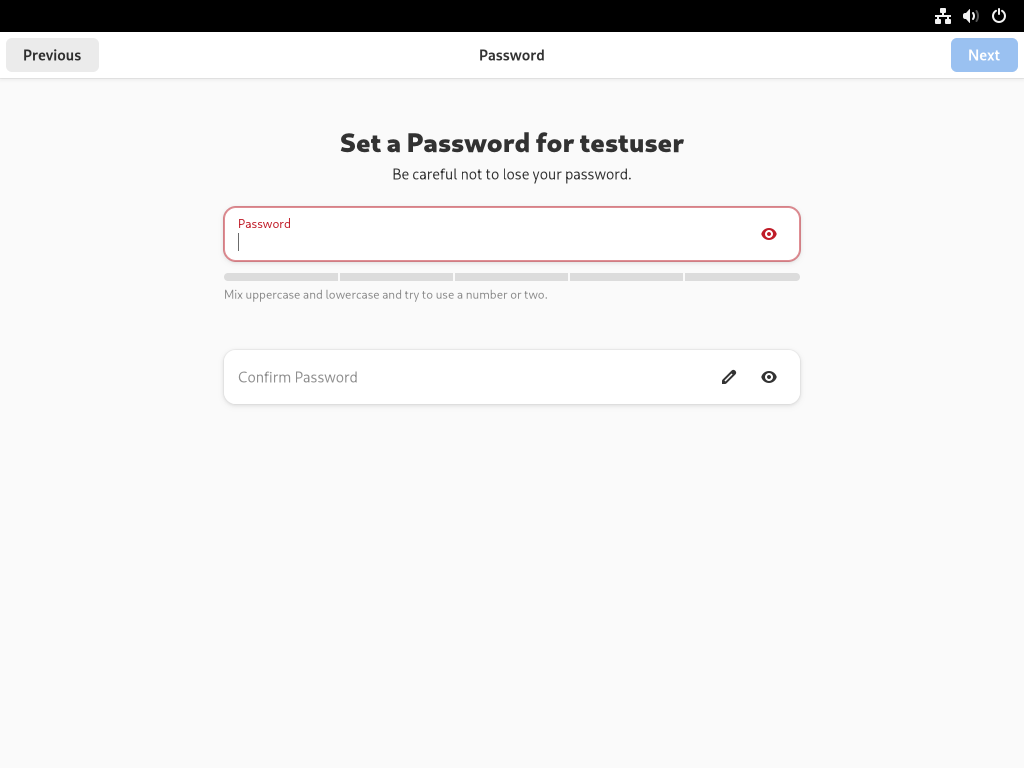 Previous
Password
Next
Set a Password for testuser
Be careful not to lose your password.
Password
Mix uppercase and lowercase and try to use a number or two.
Confirm Password